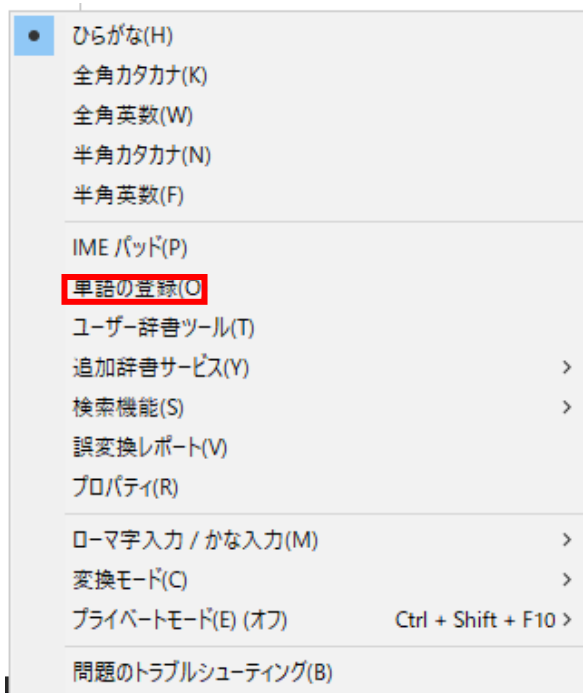 ひらがな(H)
全角カタカナ(K)
全角英数(W)
半角カタカナ(N)
半角英数(F)
IME パッド(P)
単語の登録(O
ユーザー辞書ツール(T)
追加辞書サービス(Y)
検索機能(S)
誤変換レポート(V)
プロパティ(R)
ローマ字入力 / かな入力(M)
変換モード(C)
プライベートモード(E) (オフ) Ctrl + Shift + F10
問題のトラブルシューティング(B)